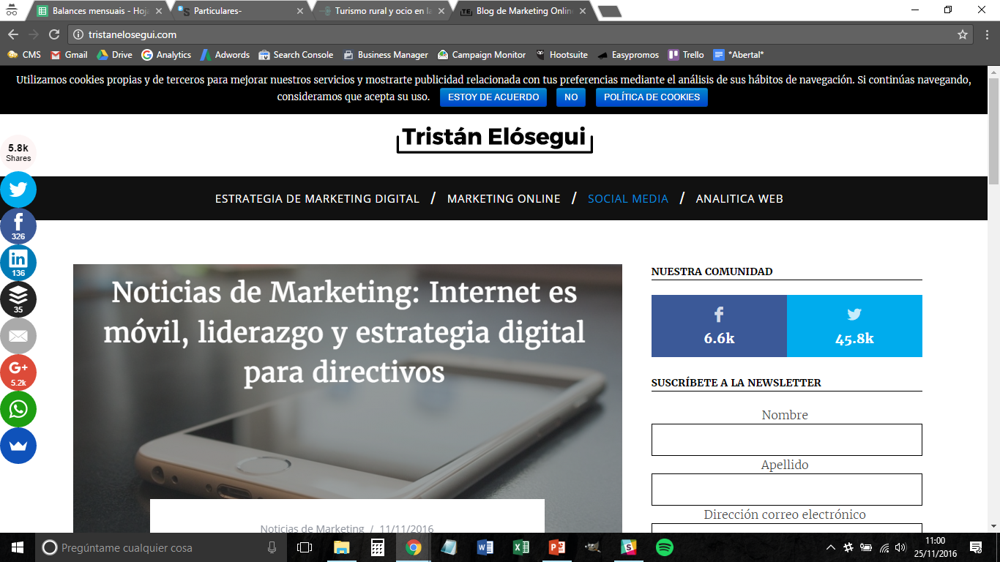 Balances mensuais - Hoj
Particulares-
Turismo rural y ocio en la
TE
Blog de Marketing Online
tristanelosegui.com
CMS Gmail Drive Analytics Adwords Search Console Business Manager Campaign Monitor Hootsuite Easypromos Trello *Abertal*
Utilizamos cookies propias y de terceros para mejorar nuestros servicios y mostrarte publicidad relacionada con tus preferencias mediante el análisis de sus hábitos de navegación. Si continúas navegando,
consideramos que acepta su uso. ESTOY DE ACUERDO NO POLÍTICA DE COOKIES
Tristán Elósegui
5.8k
Shares
326
136
35
G+
5.2k
ESTRATEGIA DE MARKETING DIGITAL / MARKETING ONLINE / SOCIAL MEDIA / ANALITICA WEB
Noticias de Marketing: Internet es
móvil, liderazgo y estrategia digital
para directivos
Noticias de Marketing / 11/11/2016
NUESTRA COMUNIDAD
6.6k 45.8k
SUSCRÍBETE A LA NEWSLETTER
Nombre
Apellido
Dirección correo electrónico
Pregúntame cualquier cosa
11:00
25/11/2016